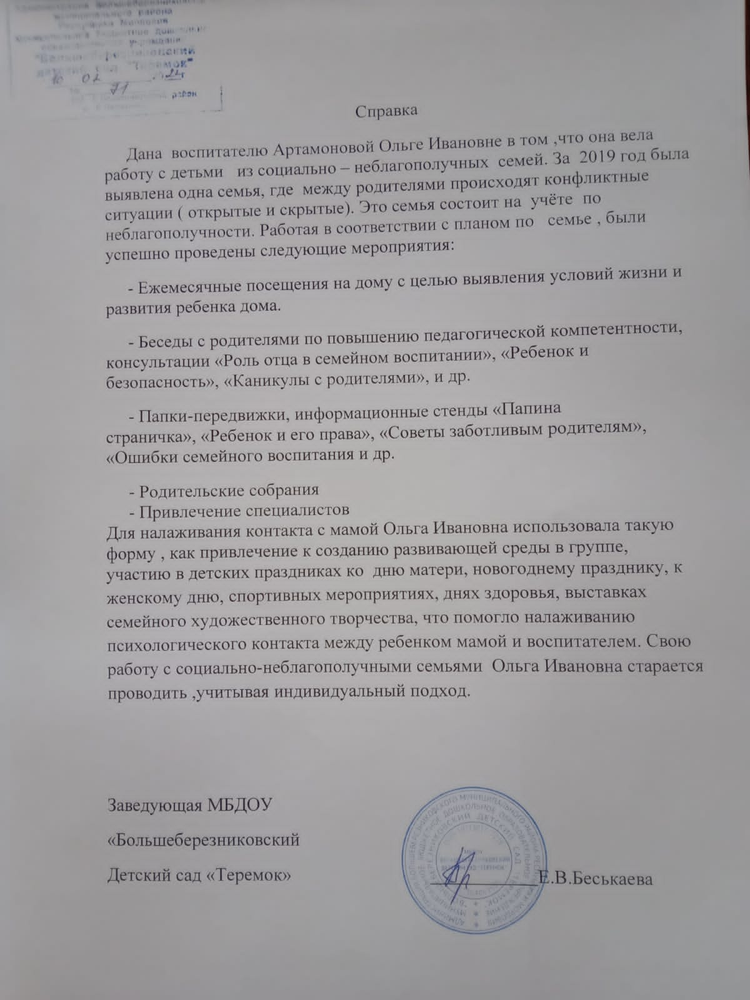 муниципального района
Республики Мордовия
"Большеберезниковский
детский сад "Теремок"
10 02 2024
№ 71
район
Справка
Дана воспитателю Артамоновой Ольге Ивановне в том ,что она вела
работу с детьми из социально – неблагополучных семей. За 2019 год была
выявлена одна семья, где между родителями происходят конфликтные
ситуации ( открытые и скрытые). Это семья состоит на учёте по
неблагополучности. Работая в соответствии с планом по семье , были
успешно проведены следующие мероприятия:
- Ежемесячные посещения на дому с целью выявления условий жизни и
развития ребенка дома.
- Беседы с родителями по повышению педагогической компетентности,
консультации «Роль отца в семейном воспитании», «Ребенок и
безопасность», «Каникулы с родителями», и др.
- Папки-передвижки, информационные стенды «Папина
страничка», «Ребенок и его права», «Советы заботливым родителям»,
«Ошибки семейного воспитания и др.
- Родительские собрания
- Привлечение специалистов
Для налаживания контакта с мамой Ольга Ивановна использовала такую
форму , как привлечение к созданию развивающей среды в группе,
участию в детских праздниках ко дню матери, новогоднему празднику, к
женскому дню, спортивных мероприятиях, днях здоровья, выставках
семейного художественного творчества, что помогло налаживанию
психологического контакта между ребенком мамой и воспитателем. Свою
работу с социально-неблагополучными семьями Ольга Ивановна старается
проводить ,учитывая индивидуальный подход.
Заведующая МБДОУ
«Большеберезниковский
Детский сад «Теремок»
Е.В.Беськаева